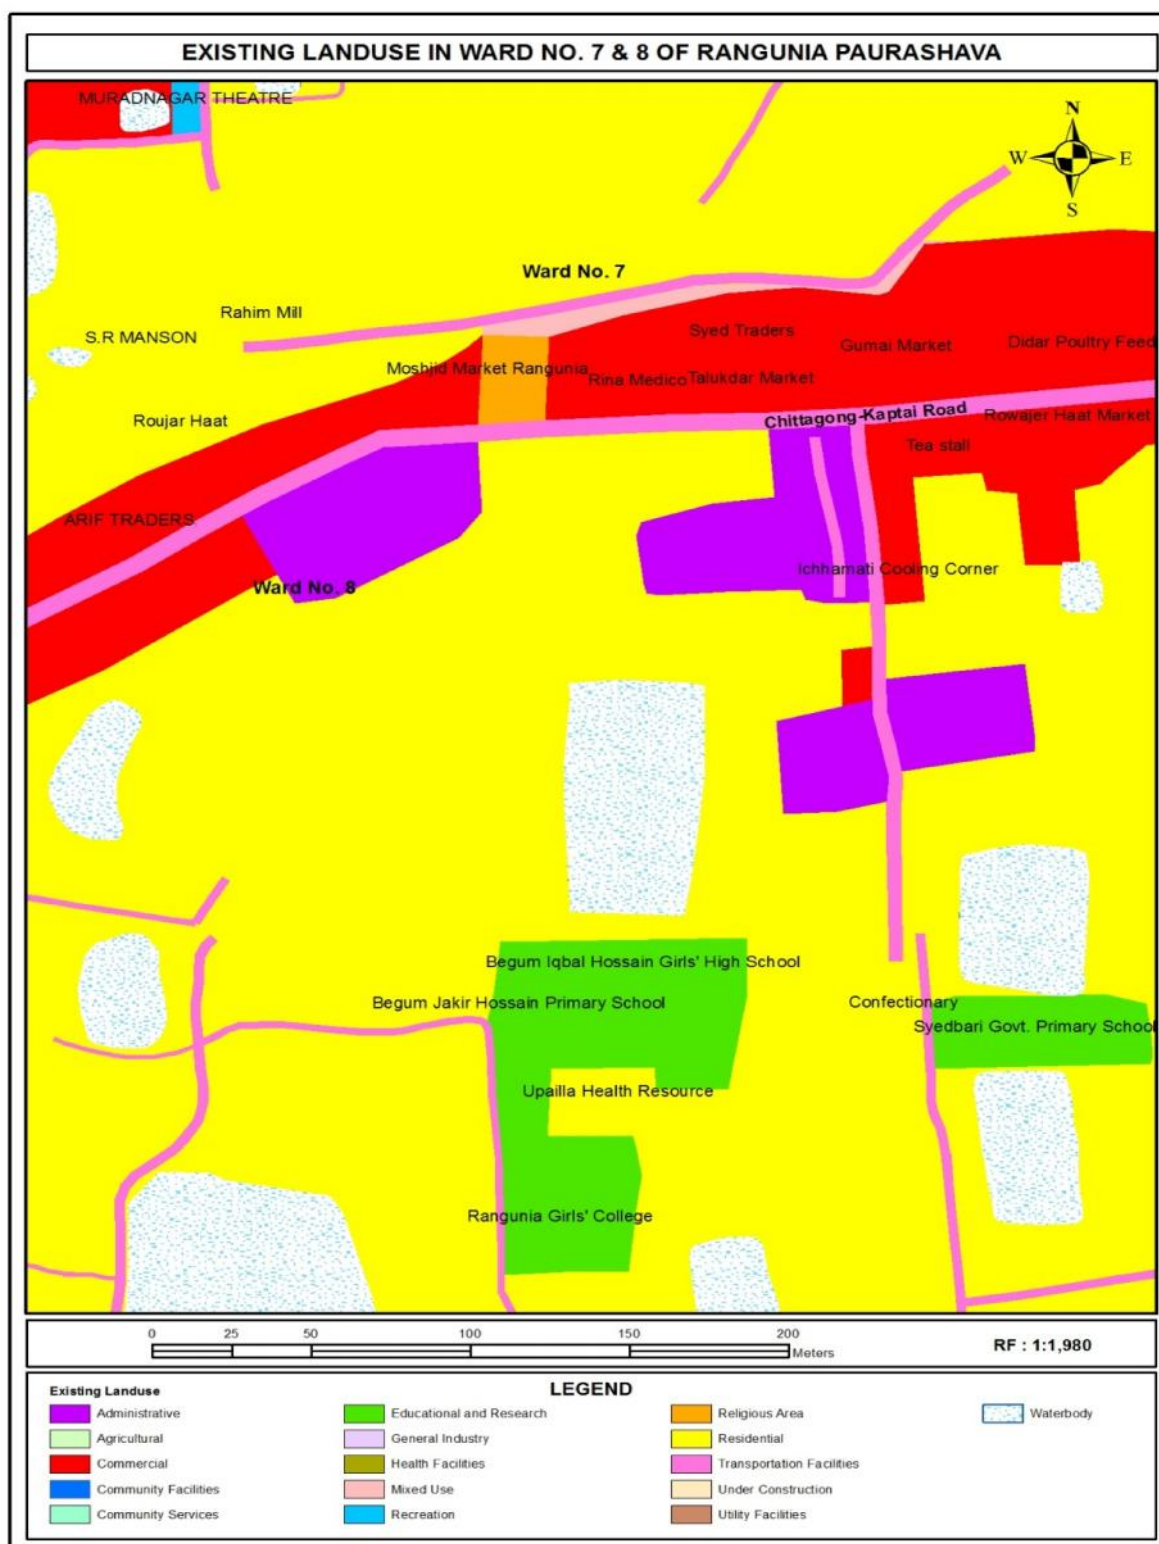 EXISTING LANDUSE IN WARD NO. 7 & 8 OF RANGUNIA PAURASHAVA
MURADNAGAR THEATRE
N
W E
S
Ward No. 7
Rahim Mill
S.R MANSON
Syed Traders
Gumai Market
Didar Poultry Feed
Moshjid Market Rangunia
Rina Medico
Talukdar Market
Roujar Haat
Chittagong-Kaptai Road
Rowajer Haat Market
Tea stall
ARIF TRADERS
Ichhamati Cooling Corner
Ward No. 8
Begum Iqbal Hossain Girls' High School
Begum Jakir Hossain Primary School
Confectionary
Syedbari Govt. Primary School
Upailla Health Resource
Rangunia Girls' College
0 25 50 100 150 200
Meters
RF : 1:1,980
LEGEND
Existing Landuse
Administrative
Agricultural
Commercial
Community Facilities
Community Services
Educational and Research
General Industry
Health Facilities
Mixed Use
Recreation
Religious Area
Residential
Transportation Facilities
Under Construction
Utility Facilities
Waterbody